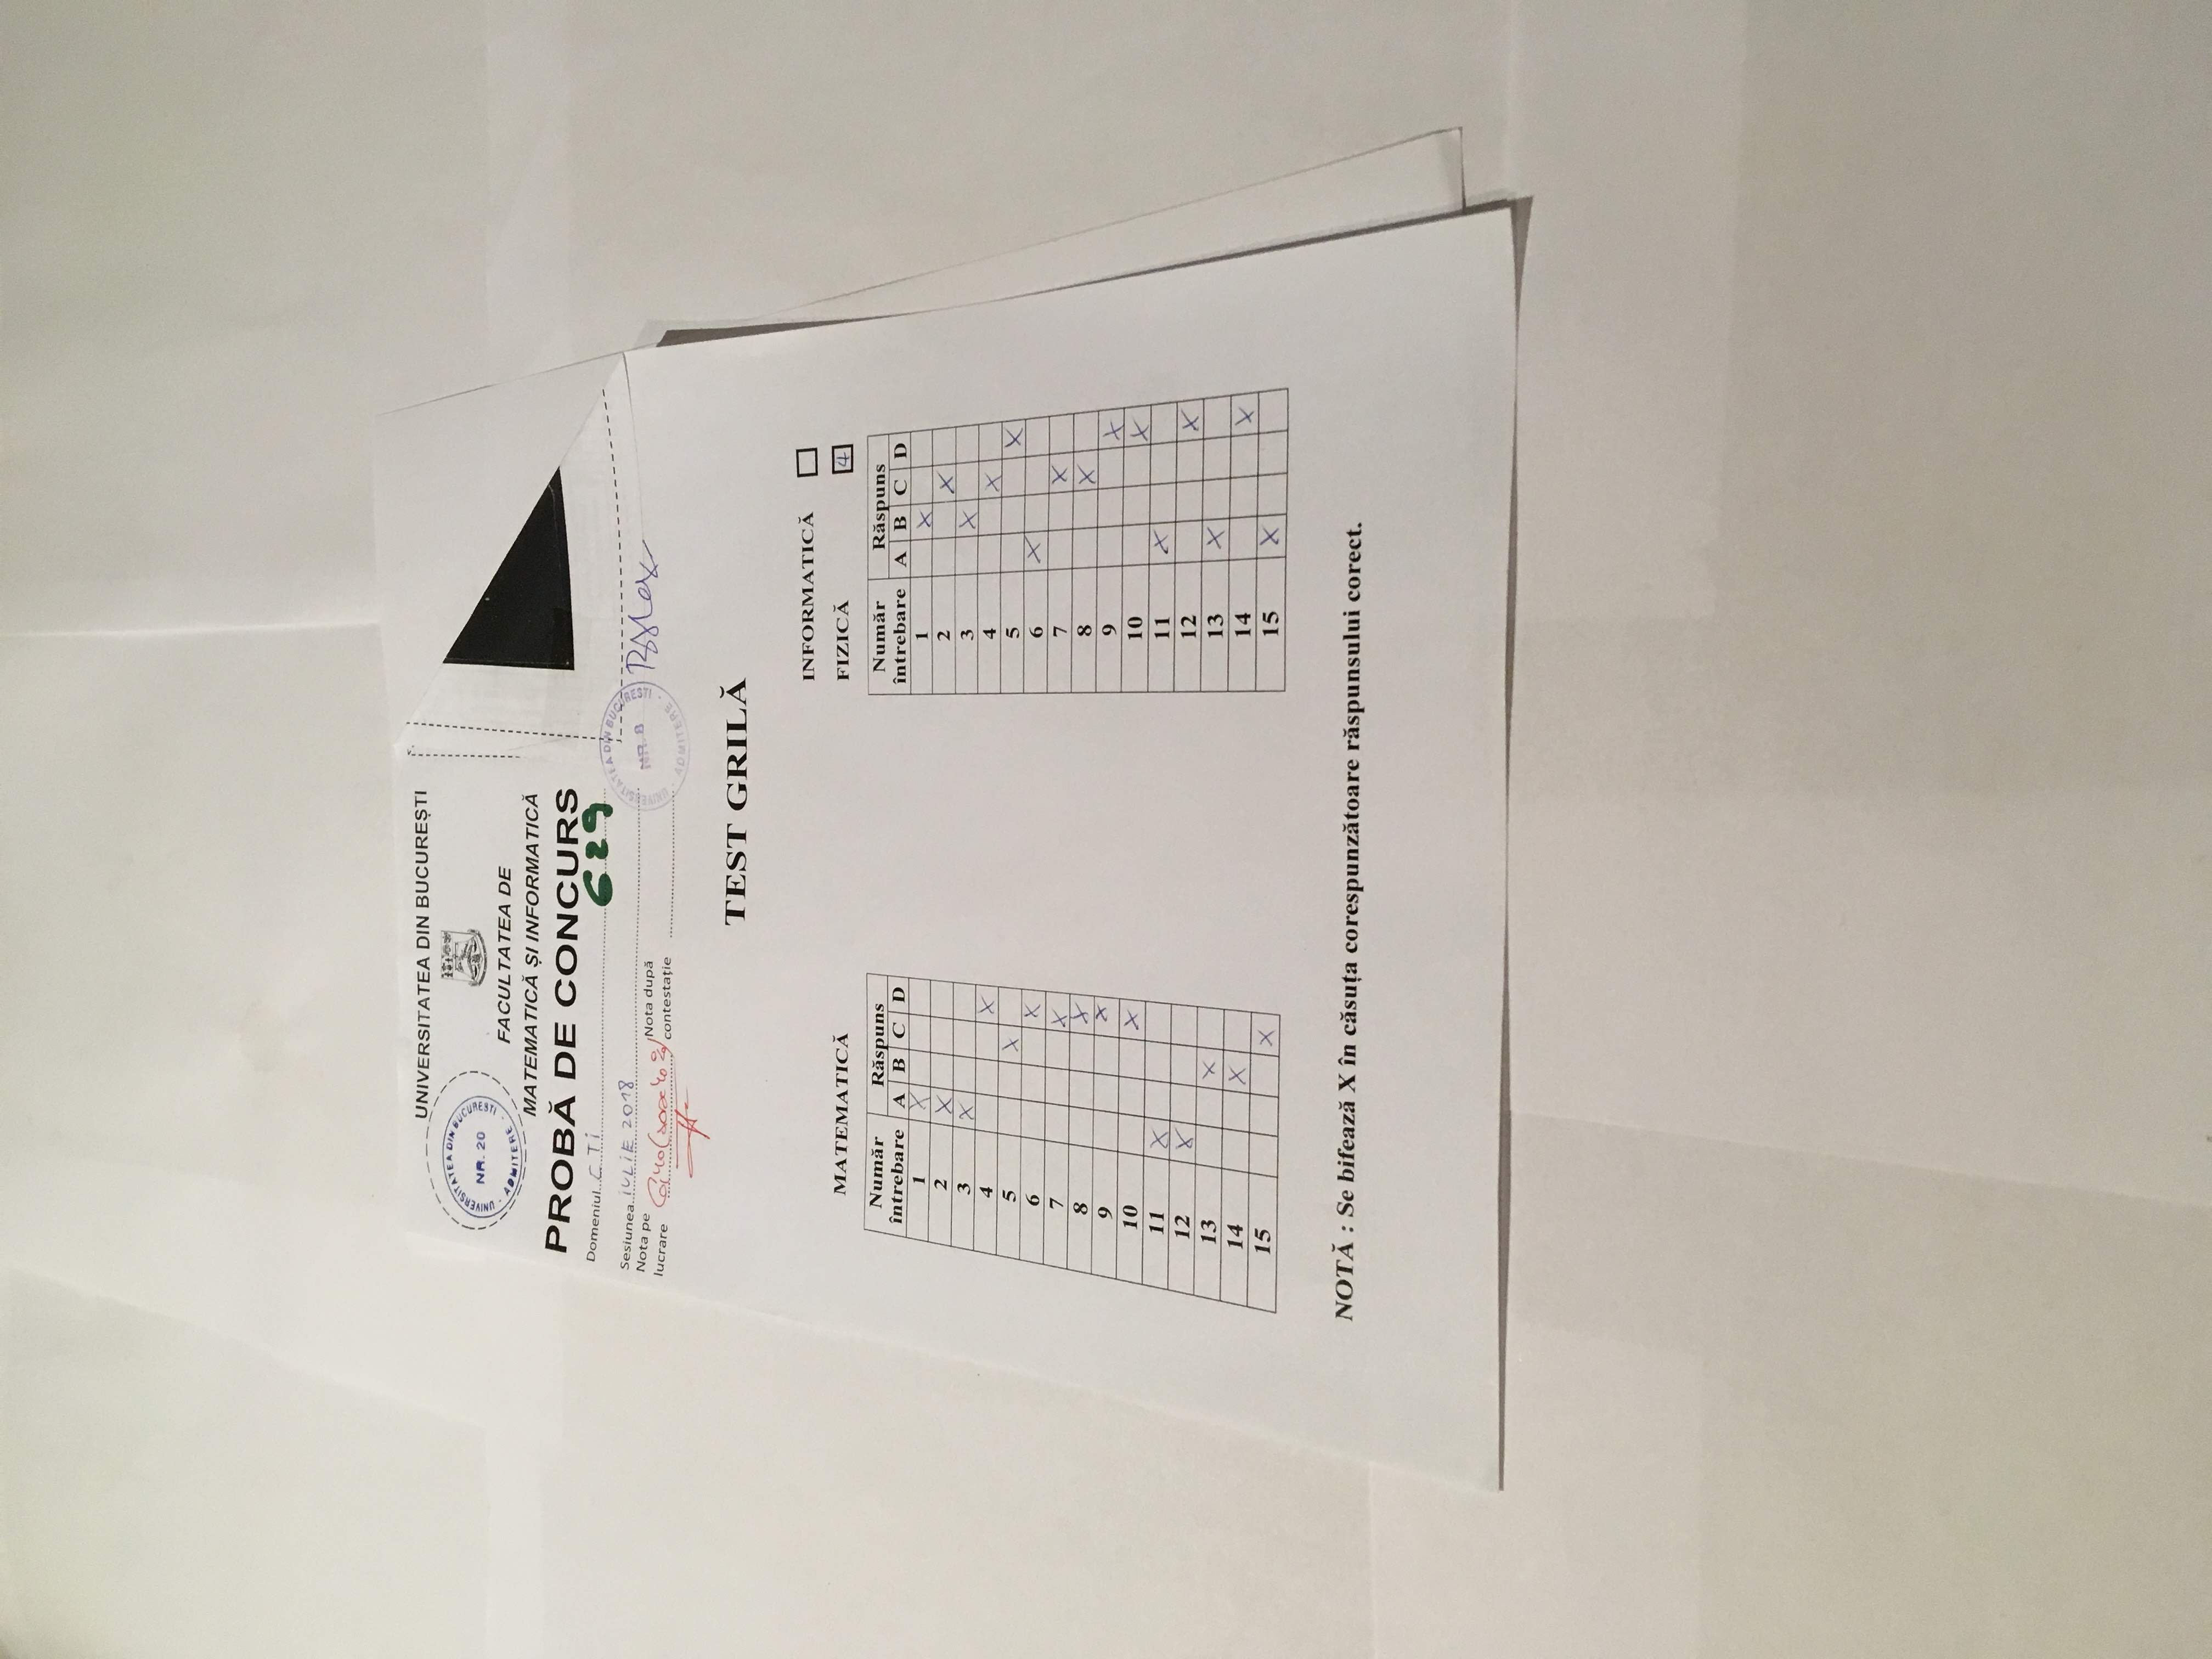 UNIVERSITATEA DIN BUCUREȘTI
UNIVERSITATEA DIN BUCUREȘTI
NR. 20
- ADMITERE -
FACULTATEA DE
MATEMATICĂ ȘI INFORMATICĂ
PROBĂ DE CONCURS
Domeniul CTi 629
Sesiunea iULiE 2018
Nota pe lucrare 6,40
Nota după contestație
UNIVERSITATEA DIN BUCUREȘTI
NR. 8
- ADMITERE -
TEST GRILĂ
INFORMATICĂ
MATEMATICĂ
FIZICĂ 4
Număr întrebare Răspuns
A B C D
1 X
2 X
3 X
4 X
5 X
6 X
7 X
8 X
9 X
10 X
11 X
12 X
13 X
14 X
15 X
Număr întrebare Răspuns
A B C D
1 X
2 X
3 X
4 X
5 X
6 X
7 X
8 X
9 X
10 X
11 X
12 X
13 X
14 X
15 X
NOTĂ : Se bifează X în căsuța corespunzătoare răspunsului corect.